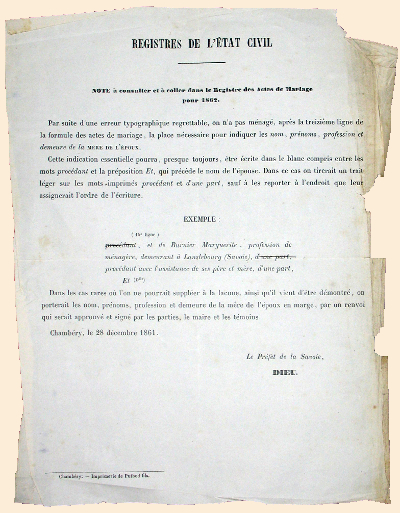 REGISTRES DE L'ÉTAT CIVIL
NOTE à consulter et à coller dans le Registre des Actes de Mariage
pour 1862.
Par suite d'une erreur typographique regrettable, on n'a pas ménagé, après la treizième ligne de
la formule des actes de mariage, la place nécessaire pour indiquer les nom, prénoms, profession et
demeure de la MÈRE DE L'ÉPOUX.
Cette indication essentielle pourra, presque toujours, être écrite dans le blanc compris entre les
mots procédant et la préposition Et, qui précède le nom de l'épouse. Dans ce cas on tirerait un trait
léger sur les mots imprimés procédant et d'une part, sauf à les reporter à l'endroit que leur
assignerait l'ordre de l'écriture.
EXEMPLE :
( 13e ligne )
procédant, et de Burnier Marguerite, profession de
ménagère, demeurant à Lanslebourg (Savoie), d'une part,
procédant avec l'assistance de ses père et mère, d'une part,
Et
Dans les cas rares où l'on ne pourrait suppléer à la lacune, ainsi qu'il vient d'être démontré, on
porterait les nom, prénoms, profession et demeure de la mère de l'époux en marge, par un renvoi
qui serait approuvé et signé par les parties, le maire et les témoins
Chambéry, le 28 décembre 1861.
Le Préfet de la Savoie,
DIEU.
Chambéry. — Imprimerie de Puthod fils.